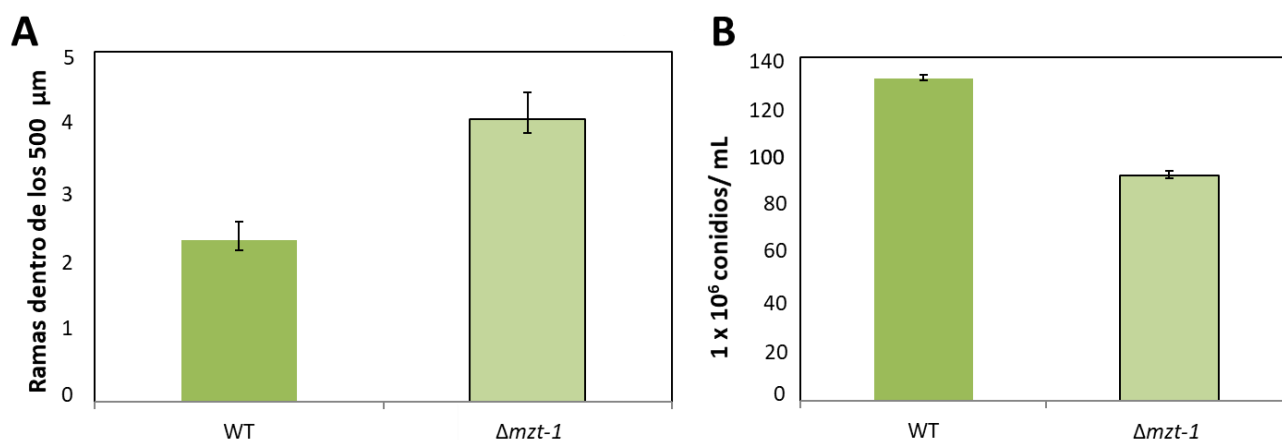 A
Ramas dentro de los 500 µm
5
4
3
2
1
0
WT
Δmzt-1
B
1 x 10⁶ conidios/ mL
140
120
100
80
60
40
20
0
WT
Δmzt-1